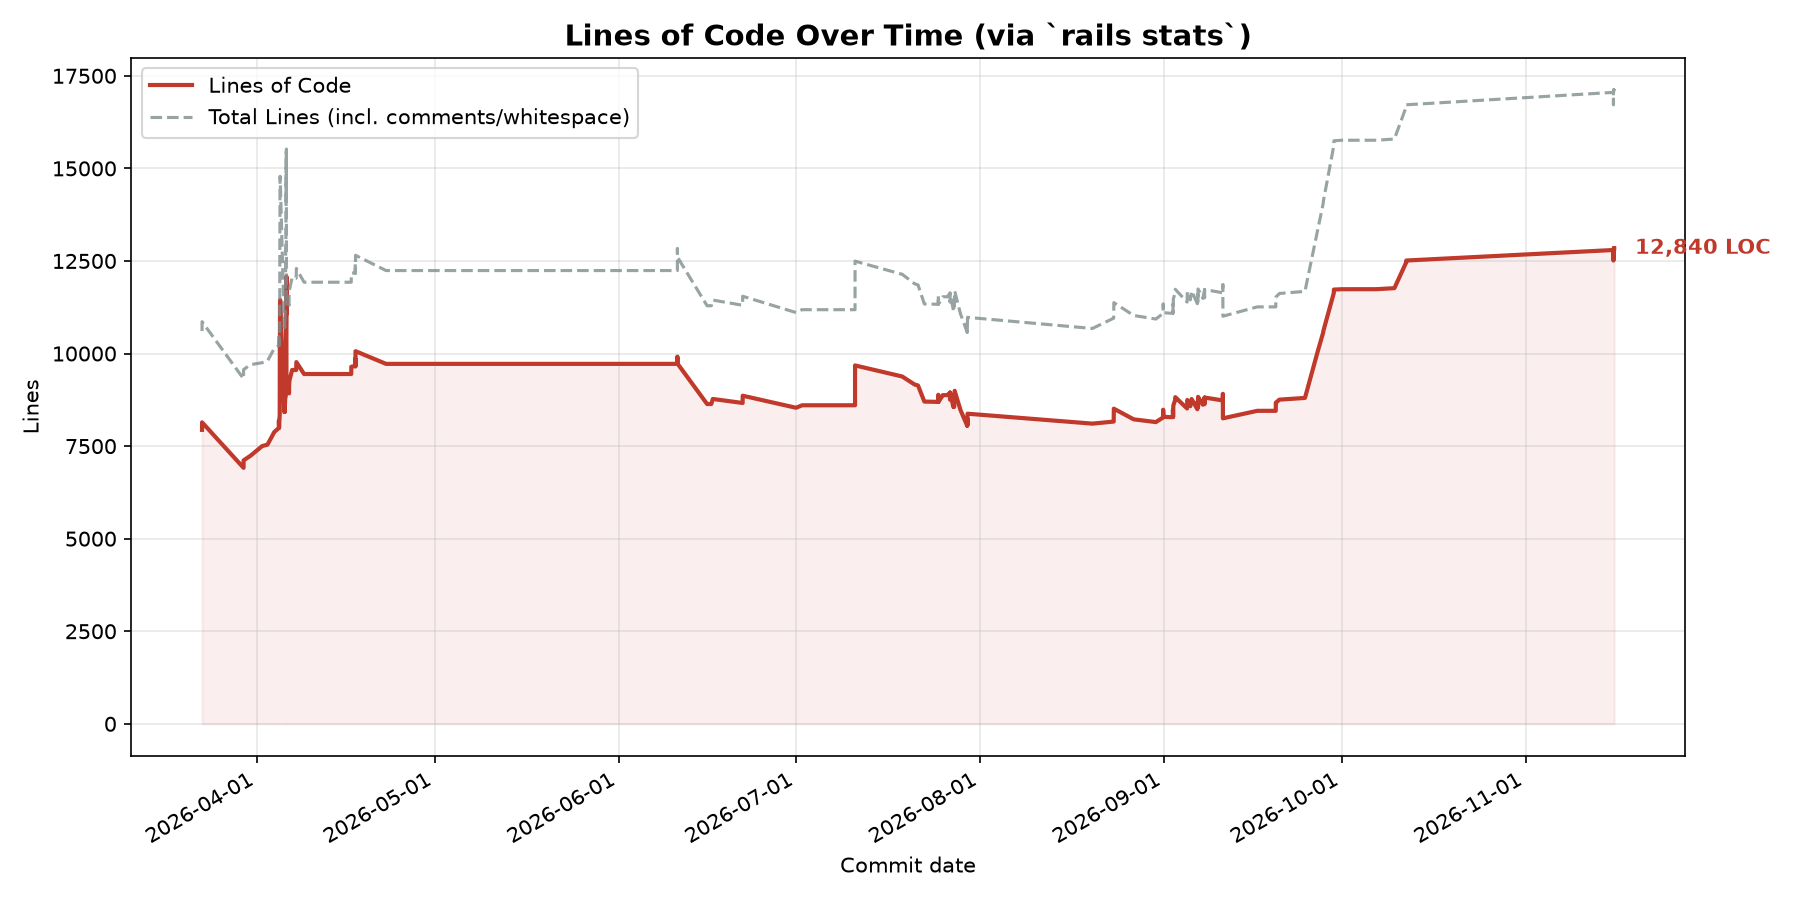 Lines of Code Over Time (via `rails stats`)
Lines of Code
Total Lines (incl. comments/whitespace)
17500
15000
12500
10000
7500
5000
2500
0
Lines
12,840 LOC
2026-04-01
2026-05-01
2026-06-01
2026-07-01
2026-08-01
2026-09-01
2026-10-01
2026-11-01
Commit date